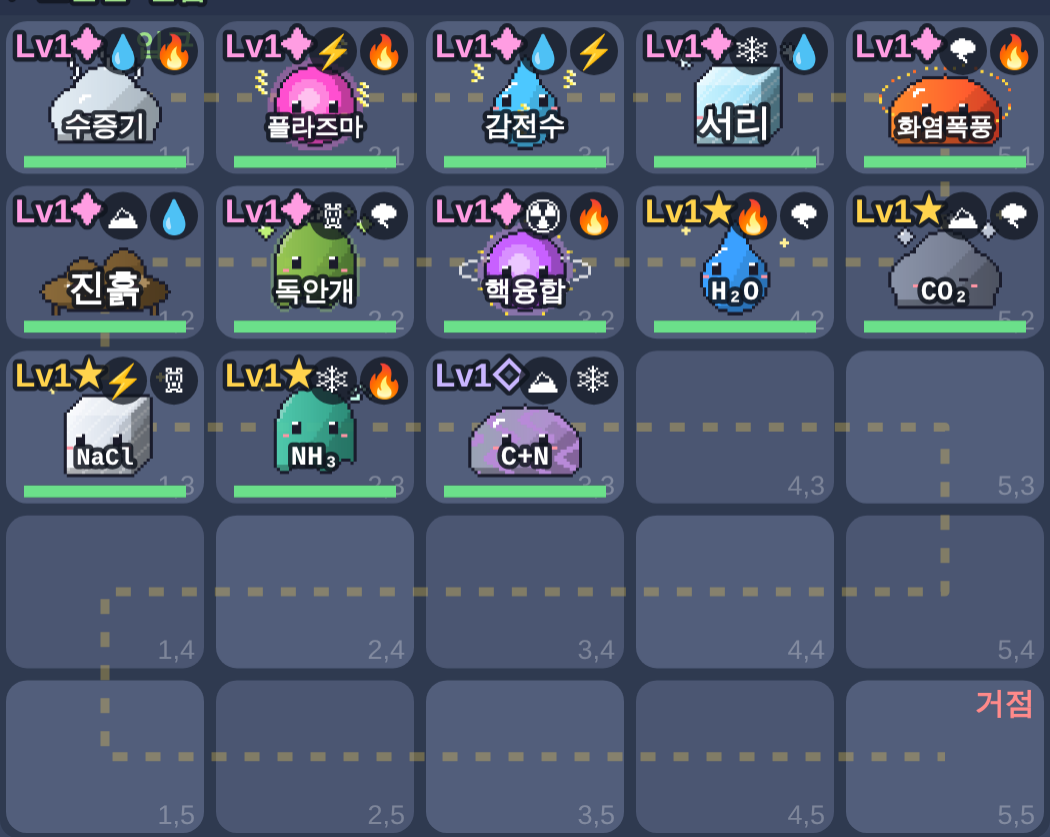 Lv1 Lv1 Lv1 Lv1 Lv1
수증기 플라즈마 감전수 서리 화염폭풍
1,1 2,1 3,1 4,1 5,1
Lv1 Lv1 Lv1 Lv1 Lv1
진흙 독안개 핵융합 H₂O CO₂
1,2 2,2 3,2 4,2 5,2
Lv1 Lv1 Lv1
NaCl NH₃ C+N
1,3 2,3 3,3 4,3 5,3
1,4 2,4 3,4 4,4 5,4
거점
1,5 2,5 3,5 4,5 5,5